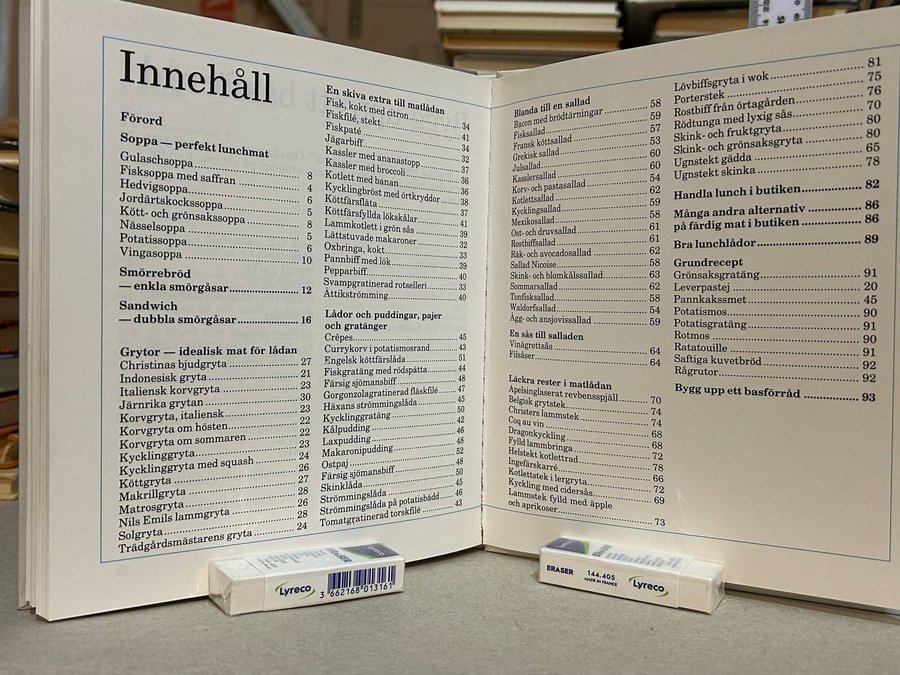 Innehåll
Förord
Soppa — perfekt lunchmat
Gulaschsoppa 8
Fisksoppa med saffran 4
Hedvigsoppa 6
Jordärtskockssoppa 5
Kött- och grönsakssoppa 8
Nässelsoppa 5
Potatissoppa 6
Vingasoppa 10
Smörrebröd
— enkla smörgåsar 12
Sandwich
— dubbla smörgåsar 16
Grytor — idealisk mat för lådan
Christinas bjudgryta 27
Indonesisk gryta 21
Italiensk korvgryta 23
Järnrika grytan 30
Korvgryta, italiensk 23
Korvgryta om hösten 22
Korvgryta om sommaren 22
Kycklinggryta 23
Kycklinggryta med squash 24
Köttgryta 26
Makrillgryta 27
Matrosgryta 28
Nils Emils lammgryta 26
Solgryta 28
Trädgårdsmästarens gryta 24
En skiva extra till matlådan
Fisk, kokt med citron 34
Fiskfilé, stekt 41
Fiskpaté 34
Jägarbiff 32
Kassler med ananastopp 37
Kassler med broccoli 36
Kotlett med banan 36
Kycklingbröst med örtkryddor 38
Köttfärsfläta 37
Köttfärsfyllda lökskålar 41
Lammkotlett i grön sås 39
Lättstuvade makaroner 32
Oxbringa, kokt 33
Pannbiff med lök 39
Pepparbiff 40
Svampgratinerad rotselleri 33
Ättikströmming 40
Lådor och puddingar, pajer
och gratänger
Crêpes 45
Currykorv i potatismosrand 43
Engelsk köttfärslåda 51
Fiskgratäng med rödspätta 44
Färsig sjömansbiff 48
Gorgonzolagratinerad fläskfilé 47
Häxans strömmingslåda 45
Kycklinggratäng 50
Kålpudding 42
Laxpudding 46
Makaronipudding 48
Ostpaj 52
Färsig sjömansbiff 48
Skinklåda 50
Strömmingslåda 45
Strömmingslåda på potatisbädd 46
Tomatgratinerad torskfilé 43
Blanda till en sallad
Bacon med brödtärningar 58
Fisksallad 59
Fransk köttsallad 57
Grekisk sallad 53
Julsallad 60
Kasslersallad 60
Korv- och pastasallad 54
Kotlettsallad 62
Kycklingsallad 59
Mexikosallad 58
Ost- och druvsallad 61
Rostbiffsallad 61
Räk- och avocadosallad 62
Sallad Nicoise 58
Skink- och blomkålssallad 63
Sommarsallad 62
Tonfisksallad 58
Waldorfsallad 54
Ägg- och ansjovissallad 59
En sås till salladen
Vinägrettsås 64
Filsåser 64
Läckra rester i matlådan
Apelsinglaserat revbensspjäll 70
Belgisk grytstek 74
Christers lammstek 74
Coq au vin 68
Dragonkyckling 68
Fylld lammbringa 72
Helstekt kotlettrad 78
Ingefärskarré 66
Kotlettstek i lergryta 72
Kyckling med cidersås 69
Lammstek fylld med äpple
och aprikoser 73
Lövbiffsgryta i wok 81
Porterstek 75
Rostbiff från örtagården 76
Rödtunga med lyxig sås 70
Skink- och fruktgryta 80
Skink- och grönsaksgryta 80
Ugnstekt gädda 65
Ugnstekt skinka 78
Handla lunch i butiken 82
Många andra alternativ 86
på färdig mat i butiken 86
Bra lunchlådor 89
Grundrecept
Grönsaksgratäng 91
Leverpastej 20
Pannkakssmet 45
Potatismos 90
Potatisgratäng 91
Rotmos 90
Ratatouille 91
Saftiga kuvetbröd 92
Rågrutor 92
Bygg upp ett basförråd 93
ERASER
Lyreco
3 662168 013161
ERASER
144.405
MADE IN FRANCE
Lyreco